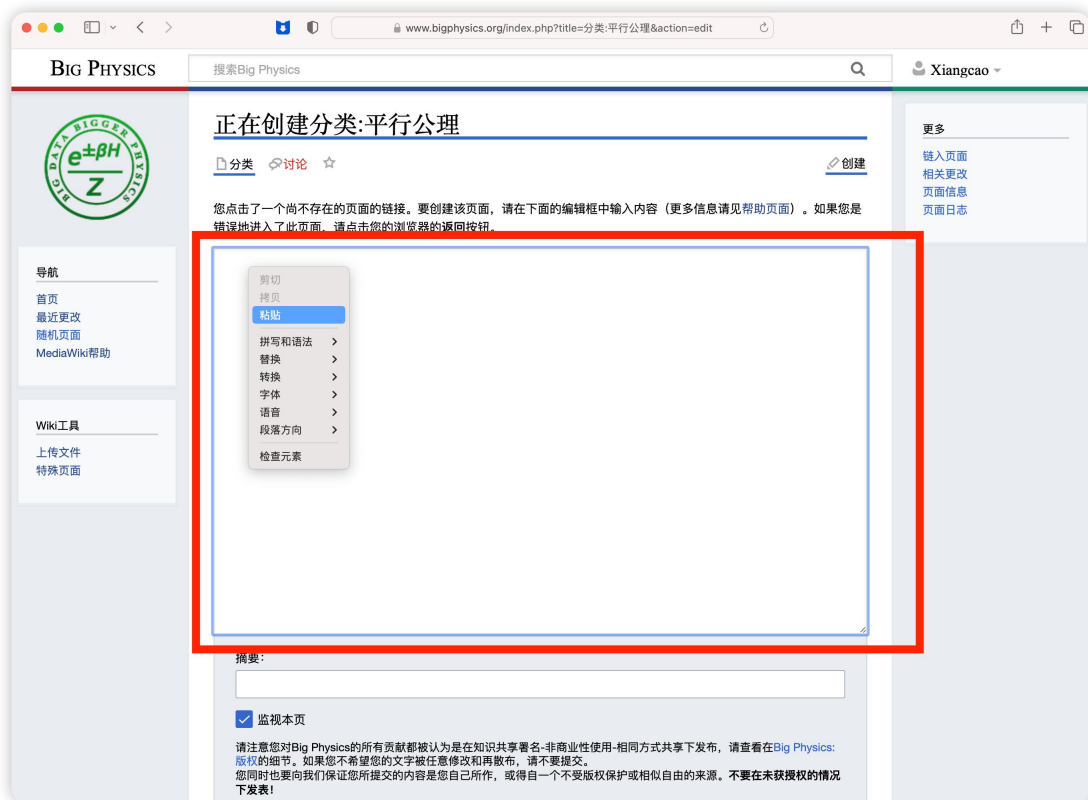 www.bigphysics.org/index.php?title=分类:平行公理&action=edit
BIG PHYSICS
搜索Big Physics
Xiangcao
BIG DATA BIGGER PHYSICS
e±βH
Z
正在创建分类:平行公理
分类 讨论
创建
您点击了一个尚不存在的页面的链接。要创建该页面，请在下面的编辑框中输入内容（更多信息请见帮助页面）。如果您是
错误地进入了此页面，请点击您的浏览器的返回按钮。
更多
链入页面
相关更改
页面信息
页面日志
导航
首页
最近更改
随机页面
MediaWiki帮助
Wiki工具
上传文件
特殊页面
剪切
拷贝
粘贴
拼写和语法
替换
转换
字体
语音
段落方向
检查元素
摘要：
监视本页
请注意您对Big Physics的所有贡献都被认为是在知识共享署名-非商业性使用-相同方式共享下发布，请查看在Big Physics:
版权的细节。如果您不希望您的文字被任意修改和再散布，请不要提交。
您同时也要向我们保证您所提交的内容是您自己所作，或得自一个不受版权保护或相似自由的来源。不要在未获授权的情况
下发表！